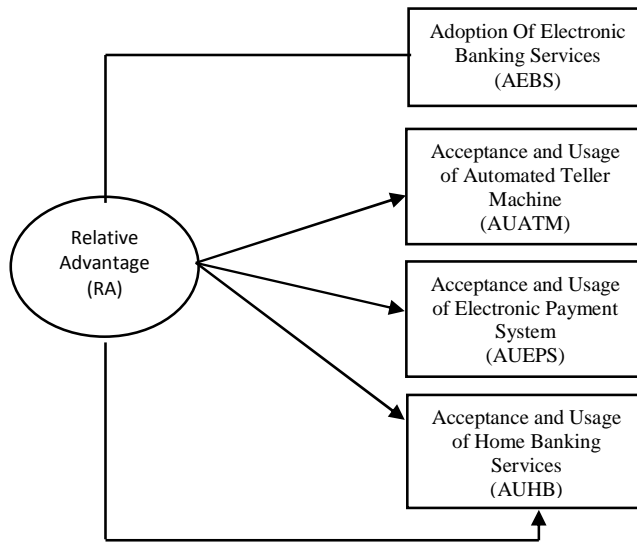 Adoption Of Electronic
Banking Services
(AEBS)
Acceptance and Usage
of Automated Teller
Machine
(AUATM)
Relative
Advantage
(RA)
Acceptance and Usage
of Electronic Payment
System
(AUEPS)
Acceptance and Usage
of Home Banking
Services
(AUHB)